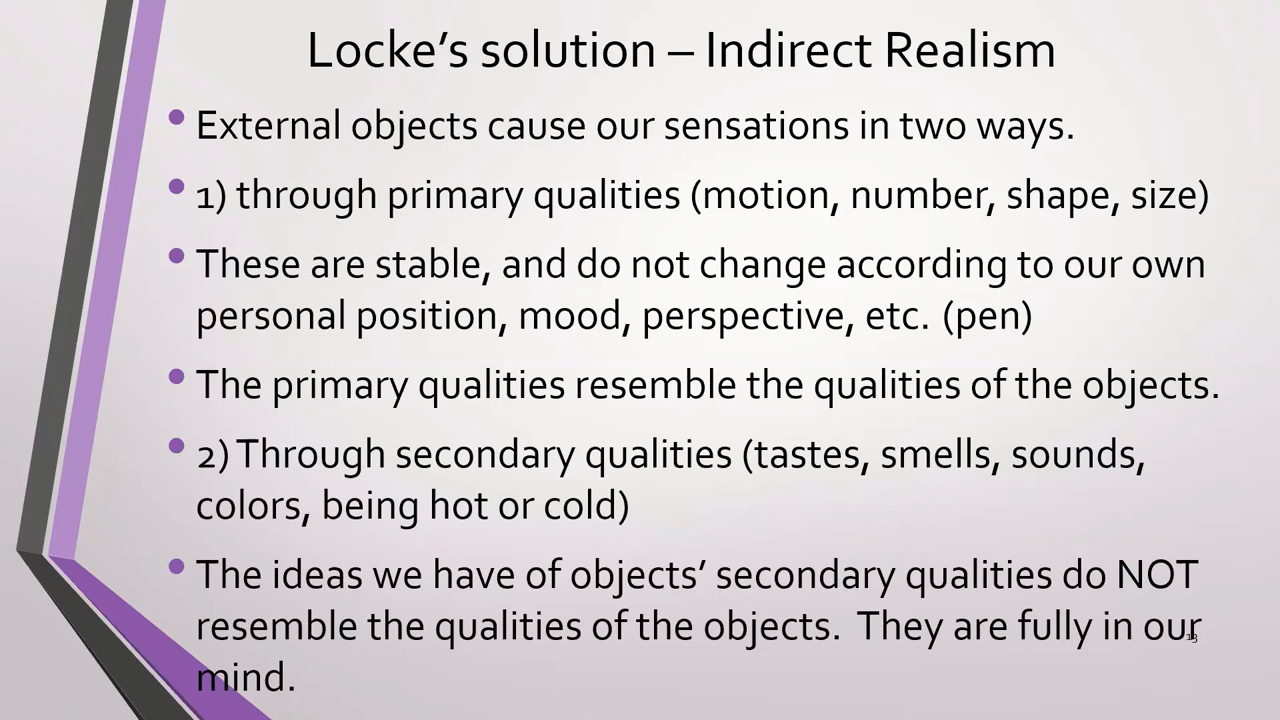 Locke’s solution – Indirect Realism
• External objects cause our sensations in two ways.
• 1) through primary qualities (motion, number, shape, size)
• These are stable, and do not change according to our own
personal position, mood, perspective, etc. (pen)
• The primary qualities resemble the qualities of the objects.
• 2) Through secondary qualities (tastes, smells, sounds,
colors, being hot or cold)
• The ideas we have of objects’ secondary qualities do NOT
resemble the qualities of the objects.  They are fully in our
mind.
13